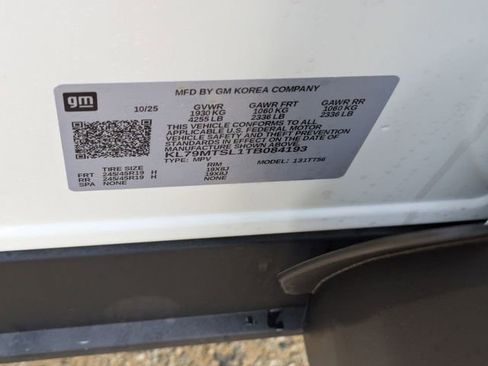 gm
MFD BY GM KOREA COMPANY
10/25 GVWR GAWR FRT GAWR RR
1930 KG 1060 KG 1060 KG
4255 LB 2336 LB 2336 LB
THIS VEHICLE CONFORMS TO ALL
APPLICABLE U.S. FEDERAL MOTOR
VEHICLE SAFETY AND THEFT PREVENTION
STANDARDS IN EFFECT ON THE DATE
OF MANUFACTURE SHOWN ABOVE.
KL79MTSL1TB084193
TYPE: MPV MODEL: 131TT56
TIRE SIZE RIM
FRT 245/45R19 H 19X8J
RR 245/45R19 H 19X8J
SPA NONE NONE